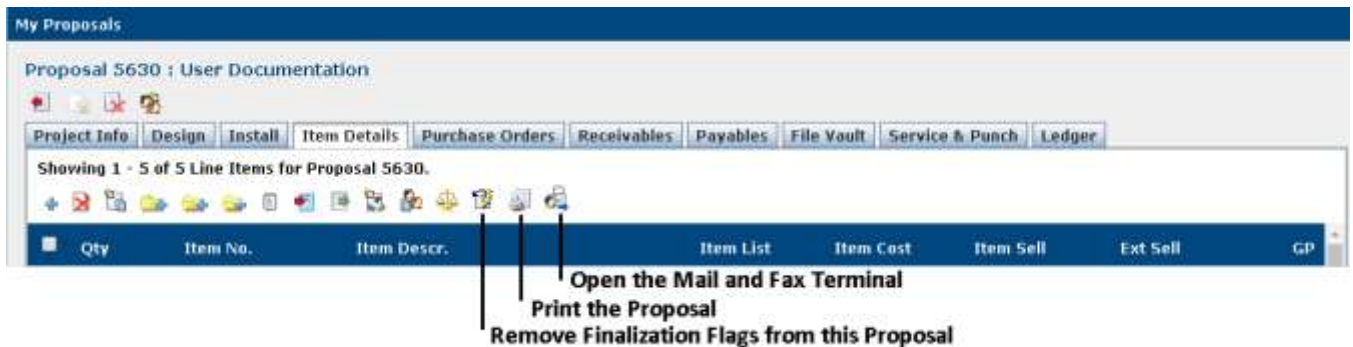 My Proposals
Proposal 5630 : User Documentation
Project Info Design Install Item Details Purchase Orders Receivables Payables File Vault Service & Punch Ledger
Showing 1 - 5 of 5 Line Items for Proposal 5630.
Qty Item No. Item Descr. Item List Item Cost Item Sell Ext Sell GP
Open the Mail and Fax Terminal
Print the Proposal
Remove Finalization Flags from this Proposal